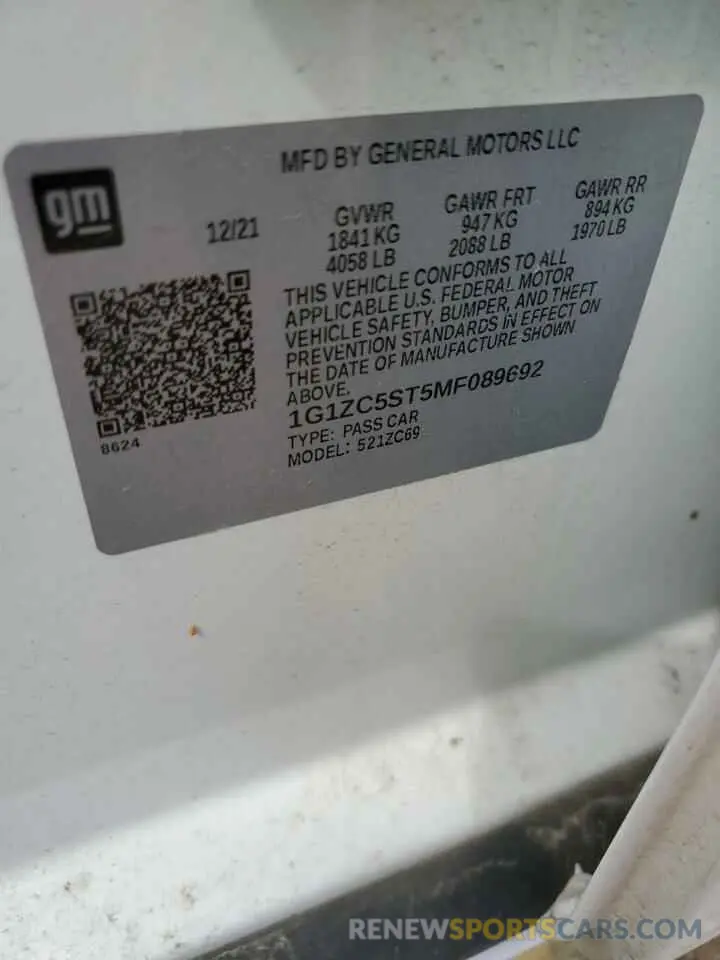 MFD BY GENERAL MOTORS LLC
gm
12/21
GVWR
1841 KG
4058 LB
GAWR FRT
947 KG
2088 LB
GAWR RR
894 KG
1970 LB
THIS VEHICLE CONFORMS TO ALL
APPLICABLE U.S. FEDERAL MOTOR
VEHICLE SAFETY, BUMPER, AND THEFT
PREVENTION STANDARDS IN EFFECT ON
THE DATE OF MANUFACTURE SHOWN
ABOVE.
1G1ZC5ST5MF089692
TYPE: PASS CAR
MODEL: 521ZC69
8624
RENEWSPORTSCARS.COM